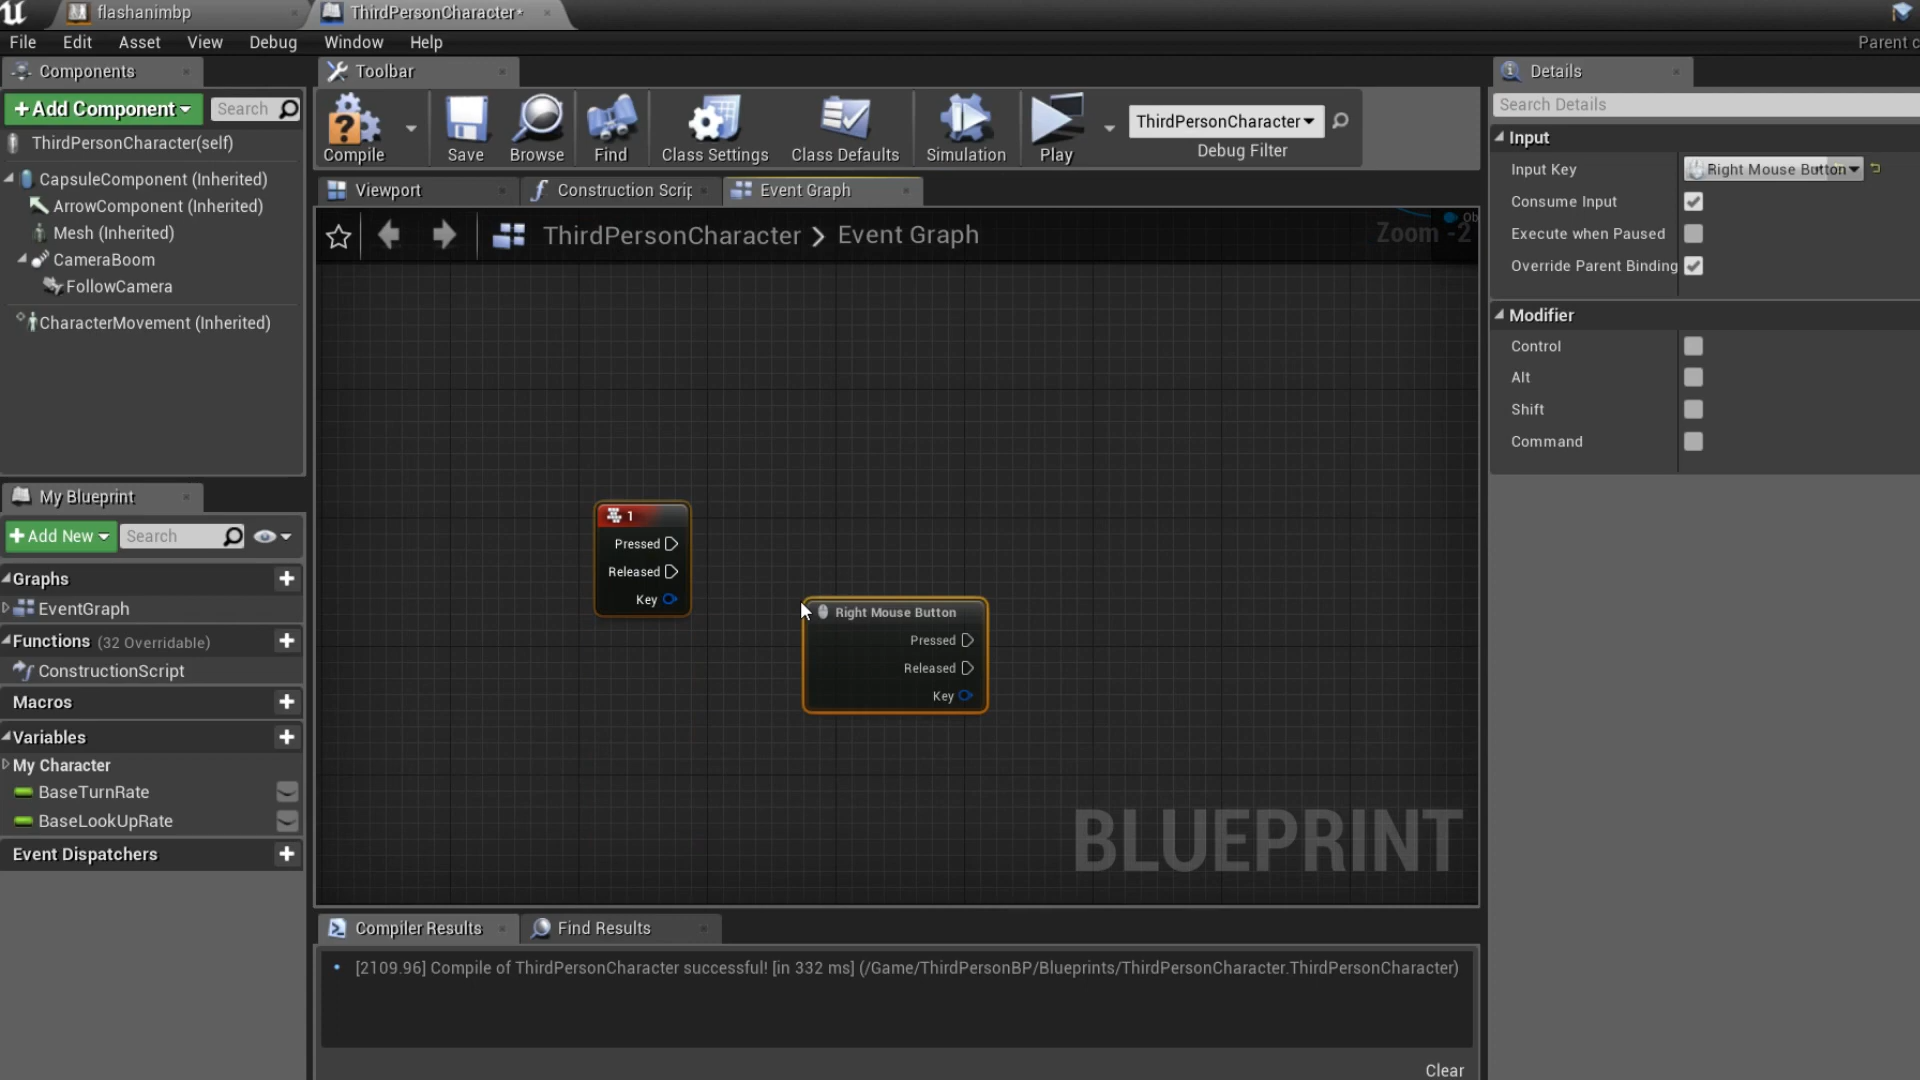 flashanimbp
ThirdPersonCharacter*
File Edit Asset View Debug Window Help
Parent c
Components
+Add Component
Search
ThirdPersonCharacter(self)
CapsuleComponent (Inherited)
ArrowComponent (Inherited)
Mesh (Inherited)
CameraBoom
FollowCamera
CharacterMovement (Inherited)
My Blueprint
+Add New
Search
Graphs
EventGraph
Functions (32 Overridable)
ConstructionScript
Macros
Variables
My Character
BaseTurnRate
BaseLookUpRate
Event Dispatchers
Toolbar
Compile
Save
Browse
Find
Class Settings
Class Defaults
Simulation
Play
ThirdPersonCharacter
Debug Filter
Viewport
Construction Scrip
Event Graph
ThirdPersonCharacter > Event Graph
Zoom -2
Ob
1
Pressed
Released
Key
Right Mouse Button
Pressed
Released
Key
BLUEPRINT
Compiler Results
Find Results
[2109.96] Compile of ThirdPersonCharacter successful! [in 332 ms] (/Game/ThirdPersonBP/Blueprints/ThirdPersonCharacter.ThirdPersonCharacter)
Clear
Details
Search Details
Input
Input Key
Right Mouse Button
Consume Input
Execute when Paused
Override Parent Binding
Modifier
Control
Alt
Shift
Command